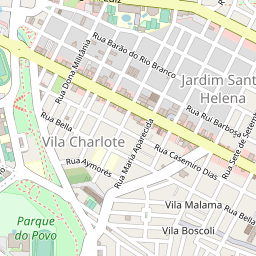 Rua Barão do Rio Branco
Rua Dona Militânia
Jardim Sant
Helena
Rua Rui Barbosa
Rua Bella
Vila Charlote
Rua Maria Aparecida
Rua Casemiro Dias
Rua Aymorés
Rua Sete de Setem
Vila Malama
Rua Bella
Parque
do Povo
Vila Boscoli